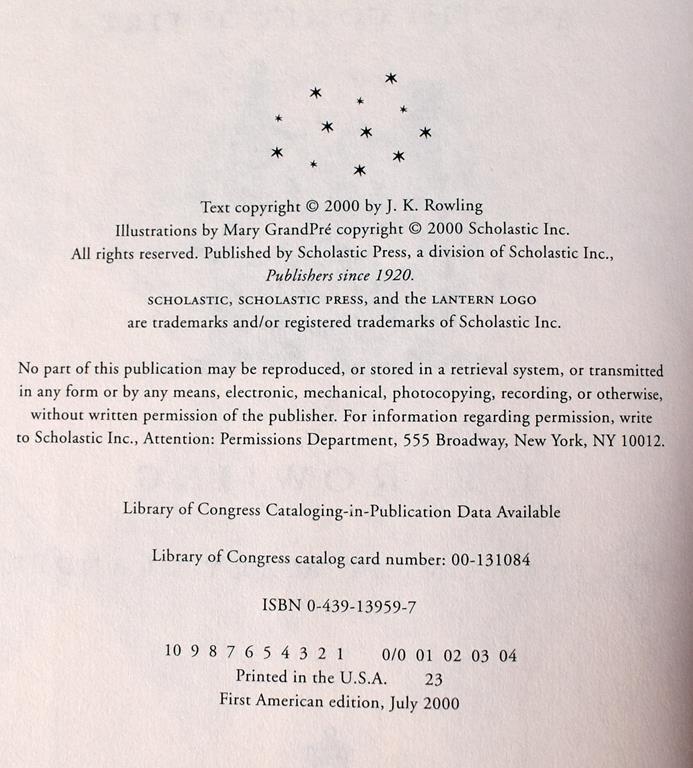 Text copyright © 2000 by J. K. Rowling
Illustrations by Mary GrandPré copyright © 2000 Scholastic Inc.
All rights reserved. Published by Scholastic Press, a division of Scholastic Inc.,
Publishers since 1920.
SCHOLASTIC, SCHOLASTIC PRESS, and the LANTERN LOGO
are trademarks and/or registered trademarks of Scholastic Inc.
No part of this publication may be reproduced, or stored in a retrieval system, or transmitted
in any form or by any means, electronic, mechanical, photocopying, recording, or otherwise,
without written permission of the publisher. For information regarding permission, write
to Scholastic Inc., Attention: Permissions Department, 555 Broadway, New York, NY 10012.
Library of Congress Cataloging-in-Publication Data Available
Library of Congress catalog card number: 00-131084
ISBN 0-439-13959-7
10 9 8 7 6 5 4 3 2 1 0/0 01 02 03 04
Printed in the U.S.A. 23
First American edition, July 2000